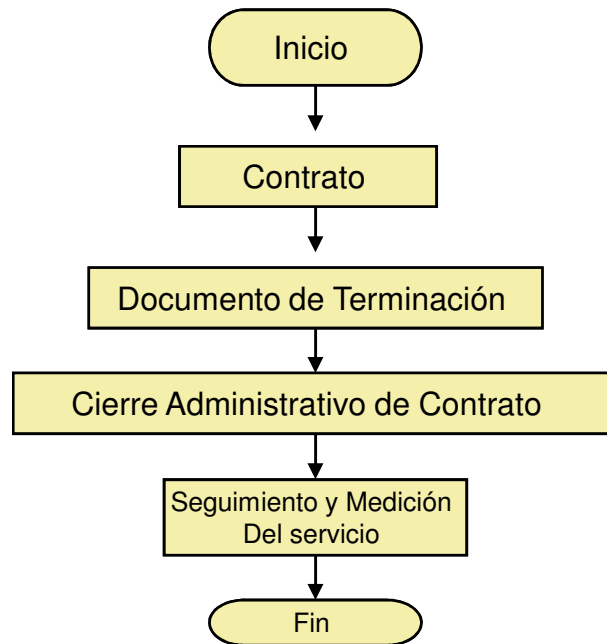 Inicio
Contrato
Documento de Terminación
Cierre Administrativo de Contrato
Seguimiento y Medición
Del servicio
Fin